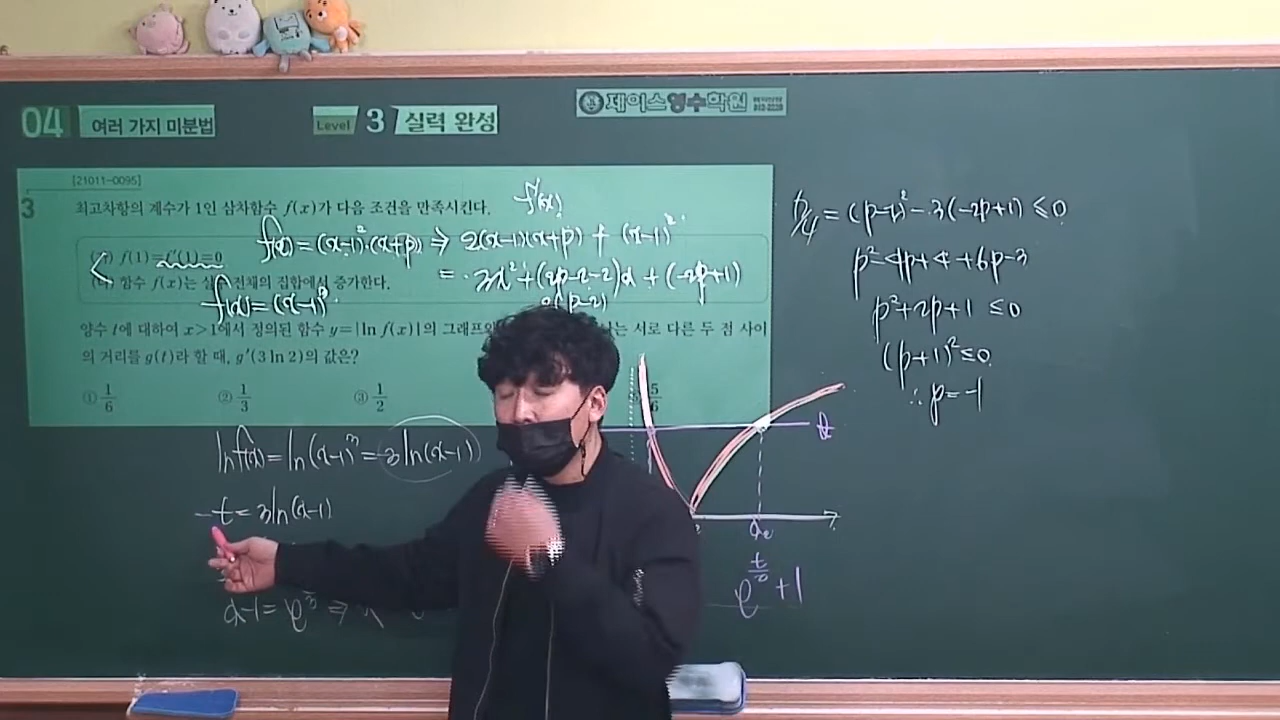 04 여러 가지 미분법
Level 3 실력 완성
제이스영수학원
[21011-0095]
3
최고차항의 계수가 1인 삼차함수 f(x)가 다음 조건을 만족시킨다.
f'(x)
f(x)=(x-1)²·(x+p) ⇒ 2(x-1)(x+p) + (x-1)²
(가) f(1)=f'(1)=0
= 3x²+(2p-2-2)x+(-2p+1)
(나) 함수 f(x)는 실수 전체의 집합에서 증가한다.
f(x)=(x-1)³
양수 t에 대하여 x>1에서 정의된 함수 y=|ln f(x)|의 그래프와 는 서로 다른 두 점 사이
의 거리를 g(t)라 할 때, g'(3 ln 2)의 값은?
① 1/6 ② 1/3 ③ 1/2 5/6
ln f(x)=ln(x-1)³=3ln(x-1)
-t=3ln(x-1)
D/4=(p-2)²-3(-2p+1)≤0
p²-4p+4+6p-3
p²+2p+1≤0
(p+1)²≤0
∴p=-1
t